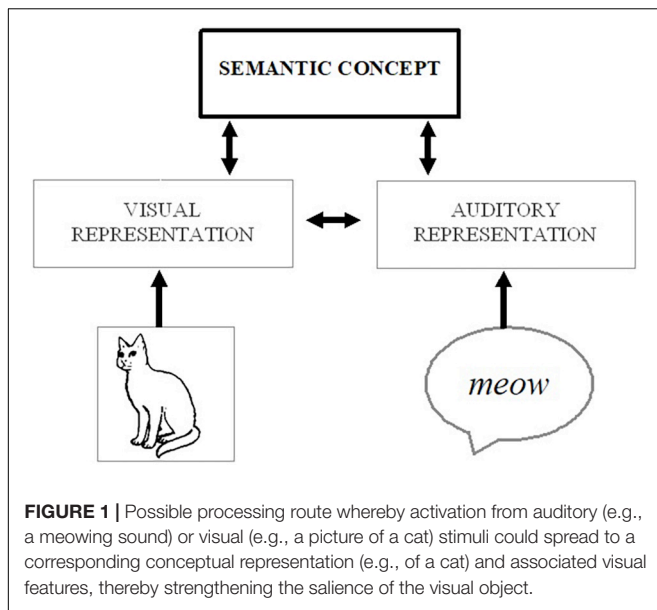 SEMANTIC CONCEPT
VISUAL
REPRESENTATION
AUDITORY
REPRESENTATION
meow
FIGURE 1 | Possible processing route whereby activation from auditory (e.g.,
a meowing sound) or visual (e.g., a picture of a cat) stimuli could spread to a
corresponding conceptual representation (e.g., of a cat) and associated visual
features, thereby strengthening the salience of the visual object.